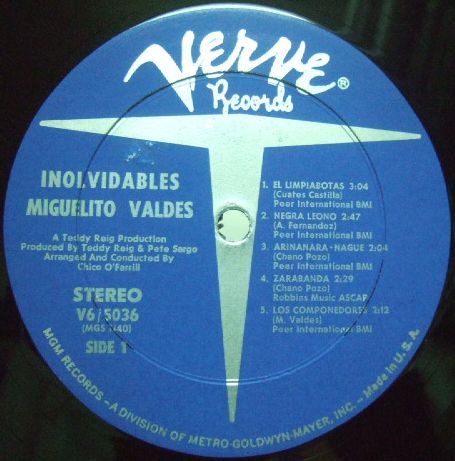 Verve®
Records
INOLVIDABLES
MIGUELITO VALDES
A Teddy Reig Production
Produced By Teddy Reig & Pete Sargo
Arranged And Conducted By
Chico O'Farrill
STEREO
V6/5036
(MGS 1140)
SIDE 1
1. EL LIMPIABOTAS 3:04
(Cuates Castilla)
Peer International BMI
2. NEGRA LEONO 2:47
(A. Fernandez)
Peer International BMI
3. ARINANARA-NAGUE 2:04
(Chano Pozo)
Peer International BMI
4. ZARABANDA 2:29
(Chano Pozo)
Robbins Music ASCAP
5. LOS COMPONEDORES 2:12
(M. Valdes)
Peer International BMI
MGM RECORDS – A DIVISION OF METRO-GOLDWYN-MAYER, INC. – Made in U.S.A.